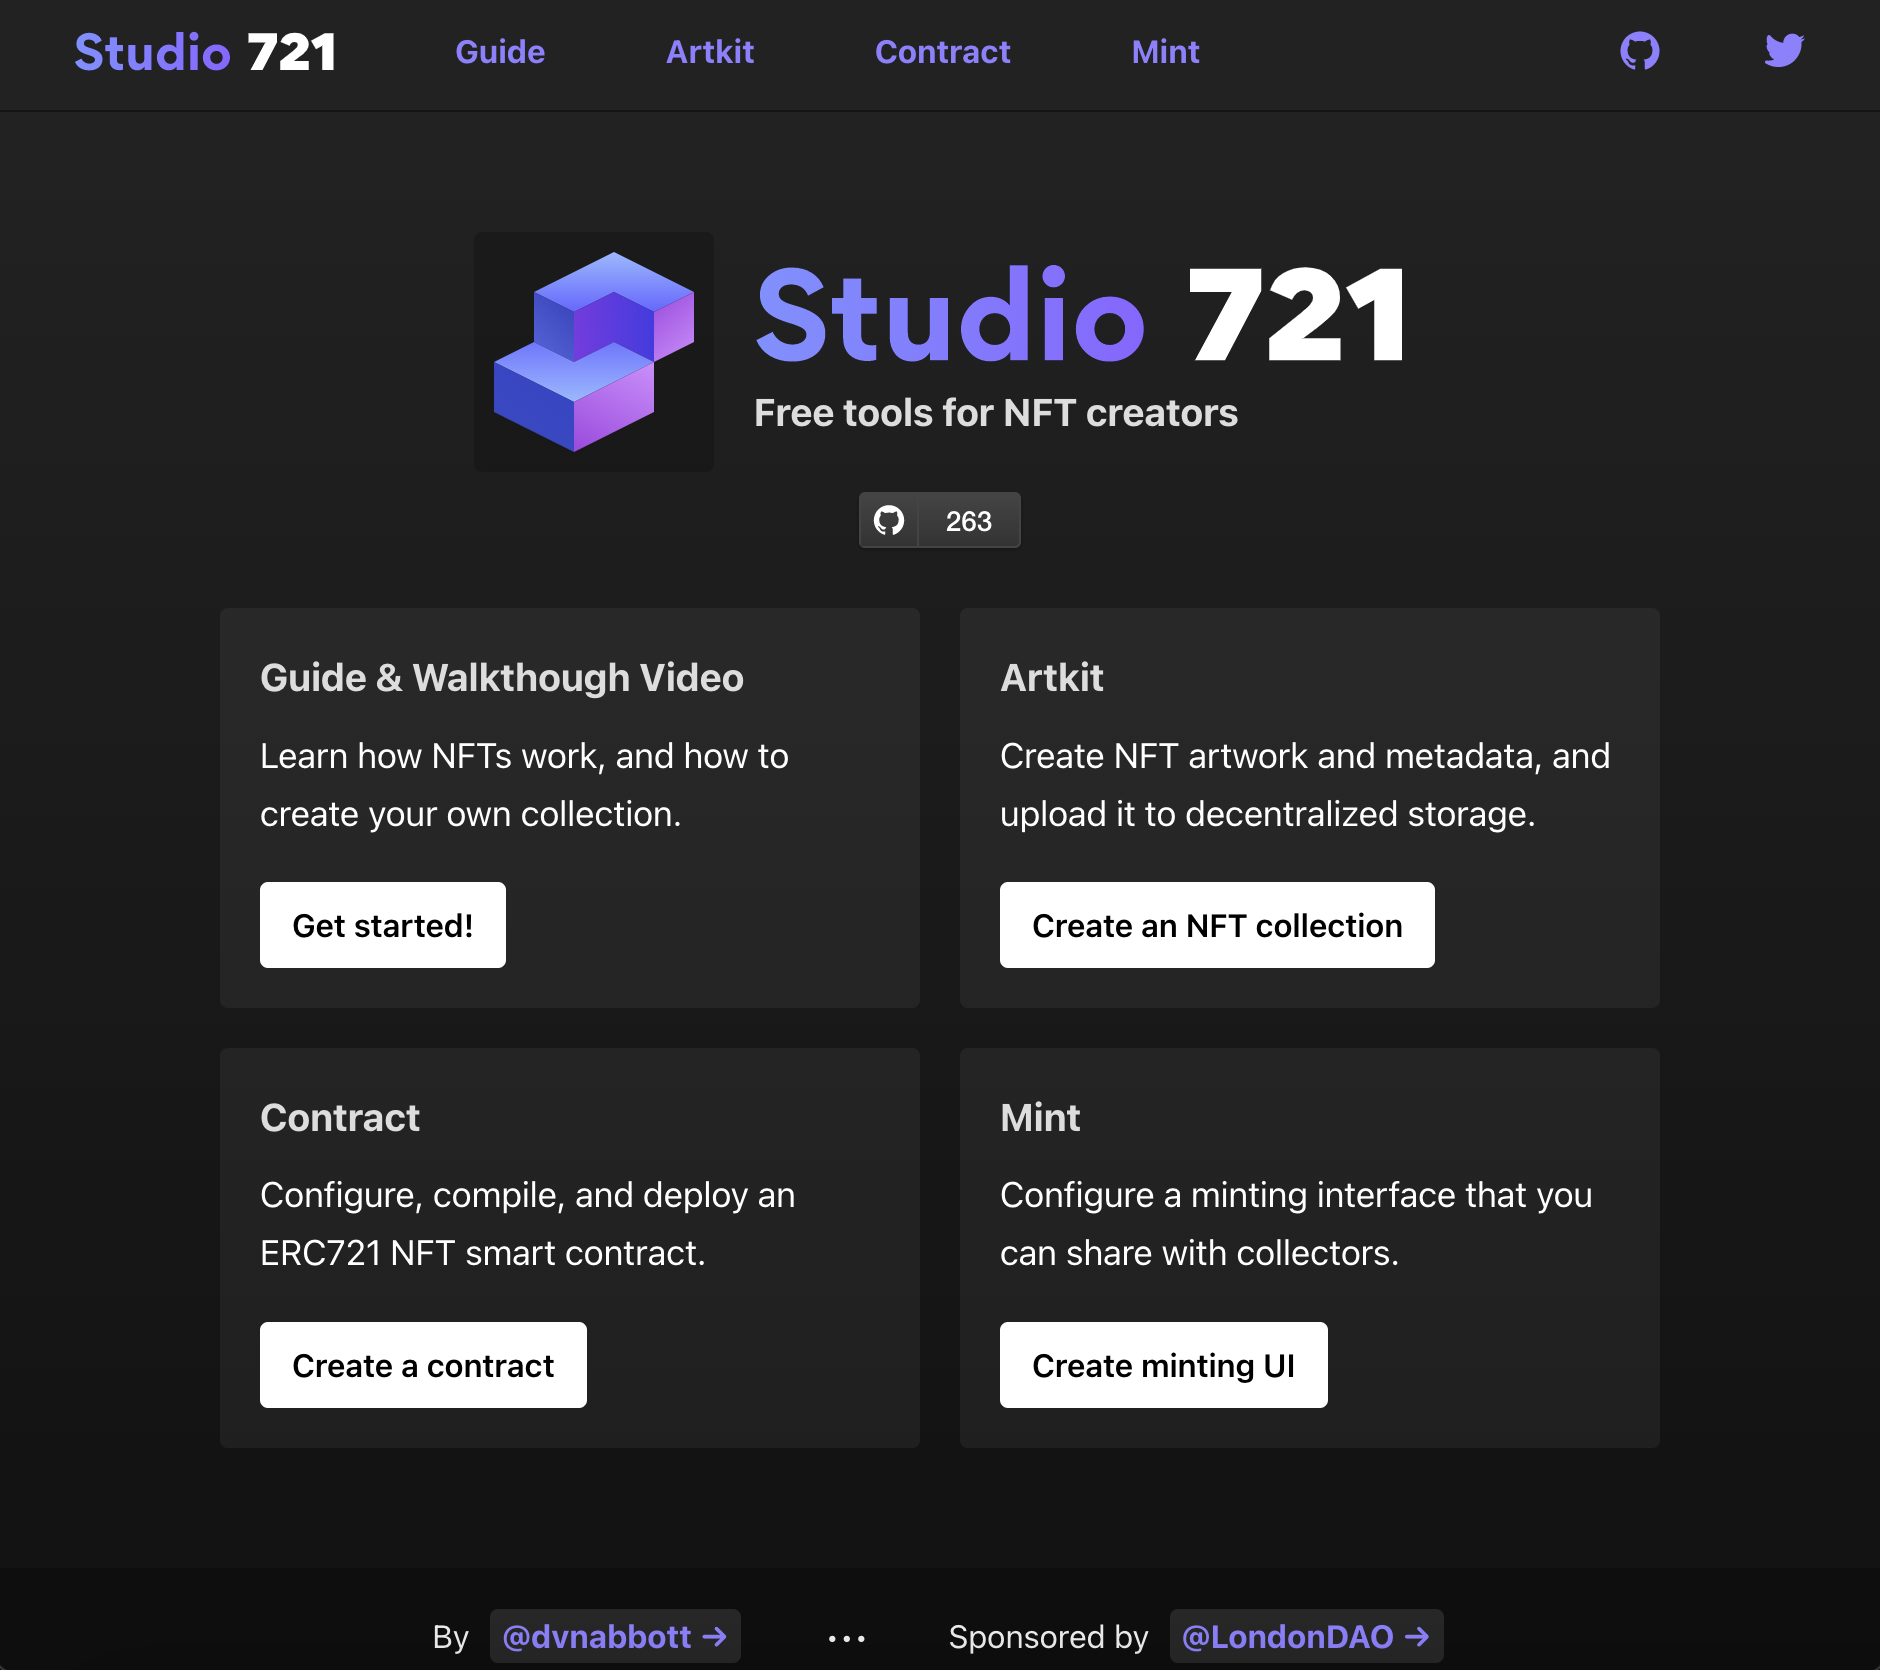 Studio 721 Guide Artkit Contract Mint
Studio 721
Free tools for NFT creators
263
Guide & Walkthough Video
Learn how NFTs work, and how to
create your own collection.
Get started!
Artkit
Create NFT artwork and metadata, and
upload it to decentralized storage.
Create an NFT collection
Contract
Configure, compile, and deploy an
ERC721 NFT smart contract.
Create a contract
Mint
Configure a minting interface that you
can share with collectors.
Create minting UI
By @dvnabbott → ... Sponsored by @LondonDAO →